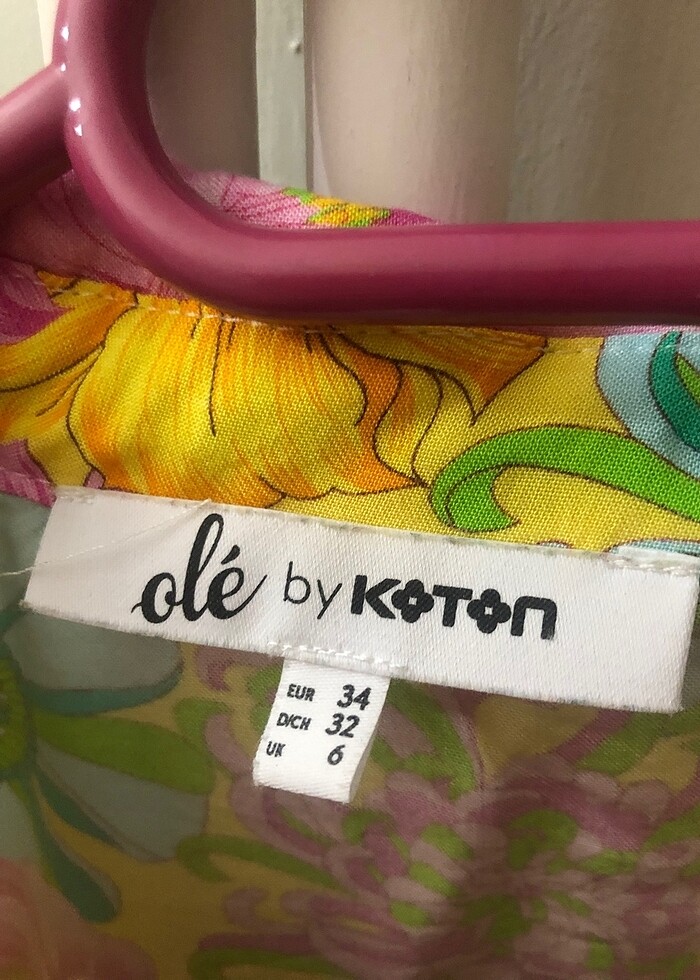 olé by KOTON
EUR 34
D/CH 32
UK 6